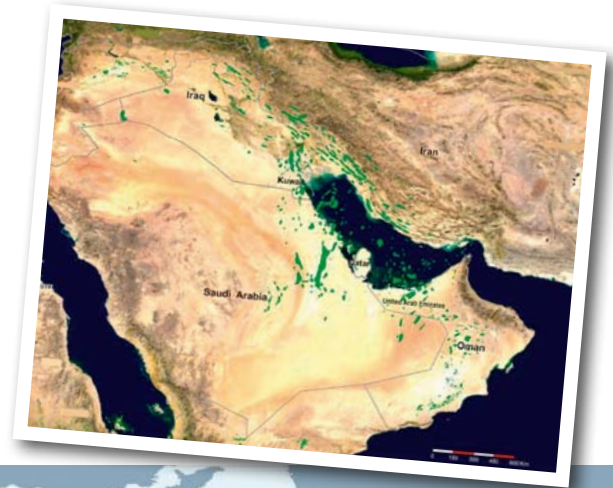 Iraq
Iran
Kuwait
Qatar
Saudi Arabia
United Arab Emirates
Oman